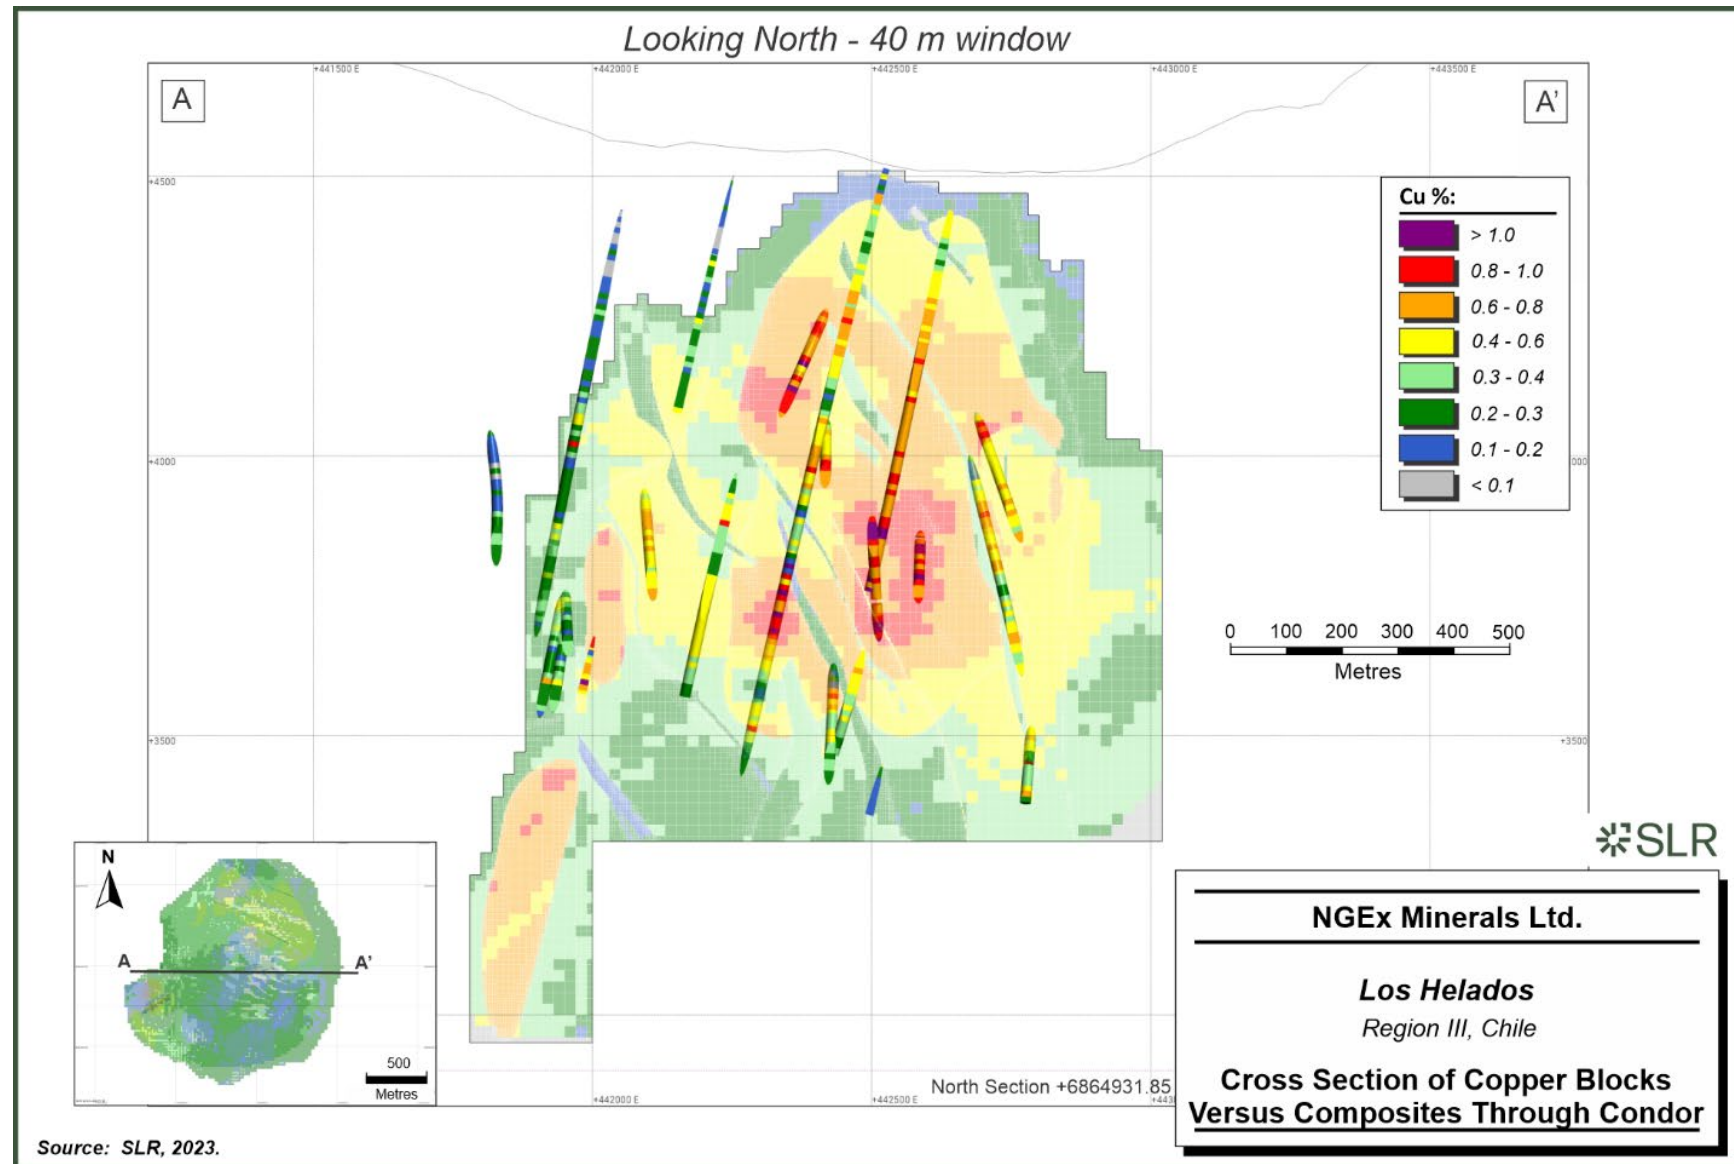 Looking North - 40 m window
+441500 E
+442000 E
+442500 E
+443000 E
+443500 E
A
A'
+4500
Cu %:
> 1.0
0.8 - 1.0
0.6 - 0.8
0.4 - 0.6
0.3 - 0.4
0.2 - 0.3
0.1 - 0.2
< 0.1
+4000
000
0 100 200 300 400 500
Metres
+3500
+3500
SLR
N
A
A'
500
Metres
NGEx Minerals Ltd.
Los Helados
Region III, Chile
Cross Section of Copper Blocks
Versus Composites Through Condor
North Section +6864931.85
+442000 E
+442500 E
+443
Source: SLR, 2023.